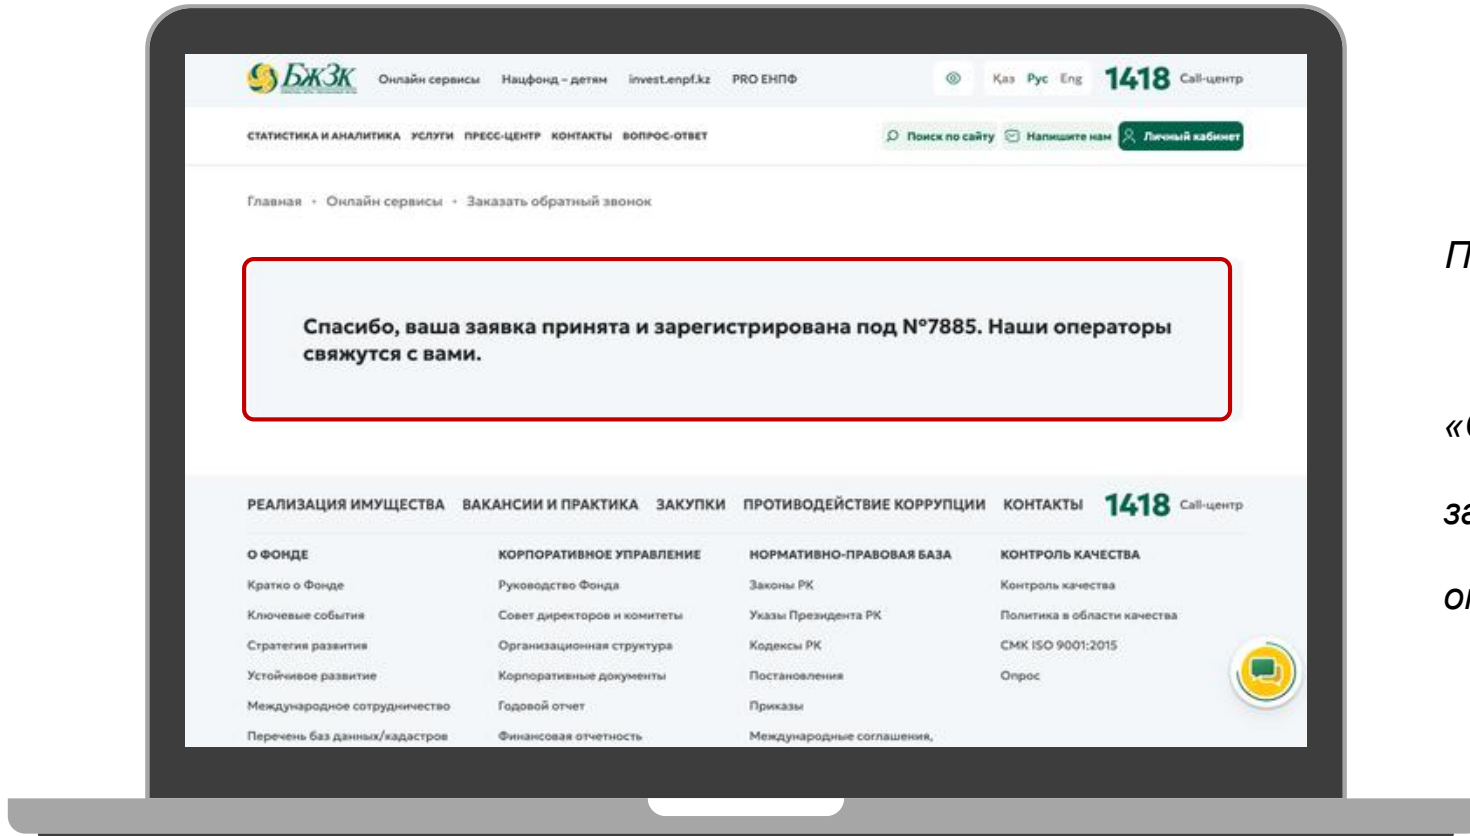 БжЗк Онлайн сервисы Нацфонд – детям invest.enpf.kz PRO ЕНПФ Қаз Рус Eng 1418 Call-центр
СТАТИСТИКА И АНАЛИТИКА УСЛУГИ ПРЕСС-ЦЕНТР КОНТАКТЫ ВОПРОС-ОТВЕТ Поиск по сайту Напишите нам Личный кабинет
Главная • Онлайн сервисы • Заказать обратный звонок
Спасибо, ваша заявка принята и зарегистрирована под №7885. Наши операторы
свяжутся с вами.
РЕАЛИЗАЦИЯ ИМУЩЕСТВА ВАКАНСИИ И ПРАКТИКА ЗАКУПКИ ПРОТИВОДЕЙСТВИЕ КОРРУПЦИИ КОНТАКТЫ 1418 Call-центр
О ФОНДЕ КОРПОРАТИВНОЕ УПРАВЛЕНИЕ НОРМАТИВНО-ПРАВОВАЯ БАЗА КОНТРОЛЬ КАЧЕСТВА
Кратко о Фонде Руководство Фонда Законы РК Контроль качества
Ключевые события Совет директоров и комитеты Указы Президента РК Политика в области качества
Стратегия развития Организационная структура Кодексы РК СМК ISO 9001:2015
Устойчивое развитие Корпоративные документы Постановления Опрос
Международное сотрудничество Годовой отчет Приказы
Перечень баз данных/кадастров Финансовая отчетность Международные соглашения,